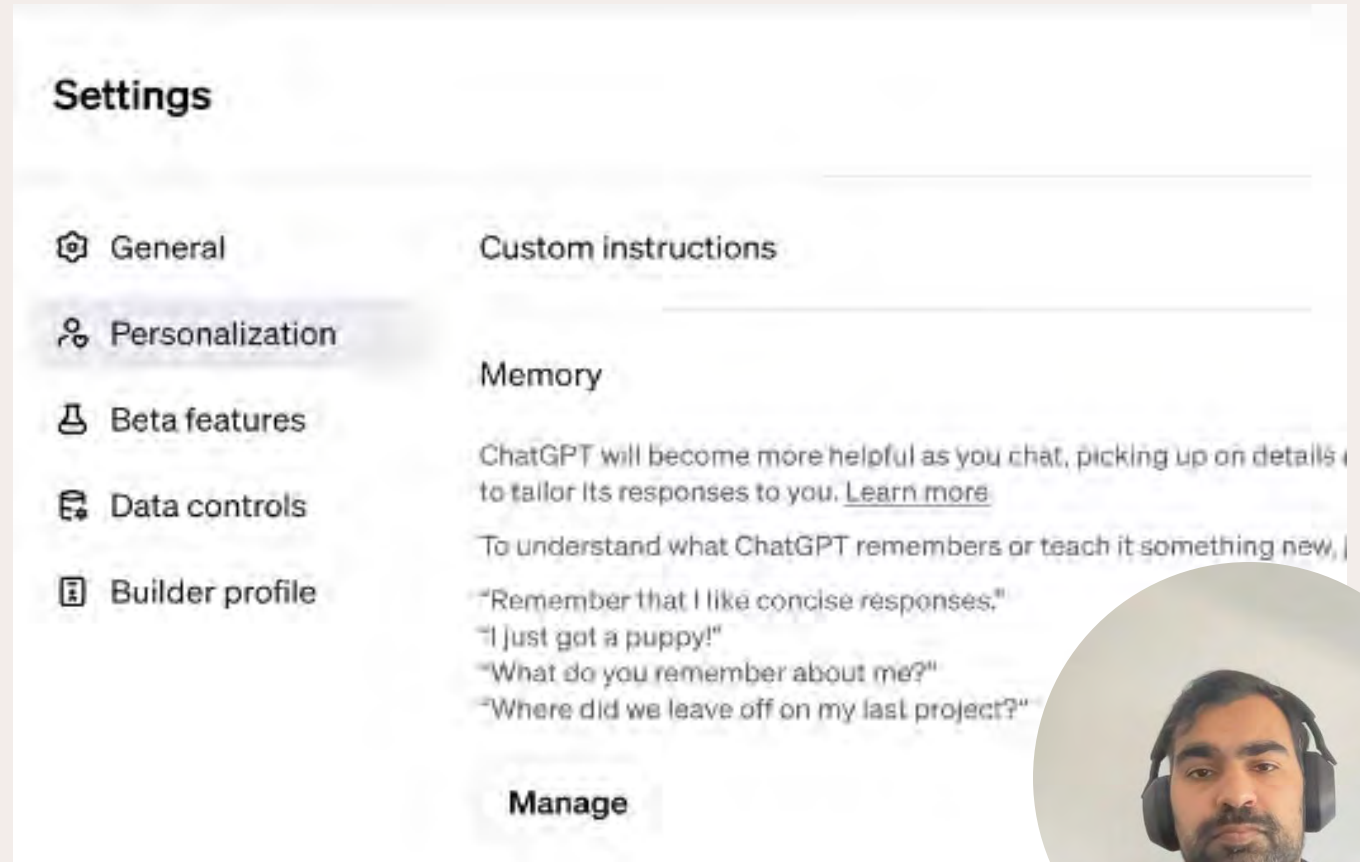 Settings
General
Personalization
Beta features
Data controls
Builder profile
Custom instructions
Memory
ChatGPT will become more helpful as you chat, picking up on details
to tailor its responses to you. Learn more
To understand what ChatGPT remembers or teach it something new,
“Remember that I like concise responses.”
“I just got a puppy!”
“What do you remember about me?”
“Where did we leave off on my last project?”
Manage